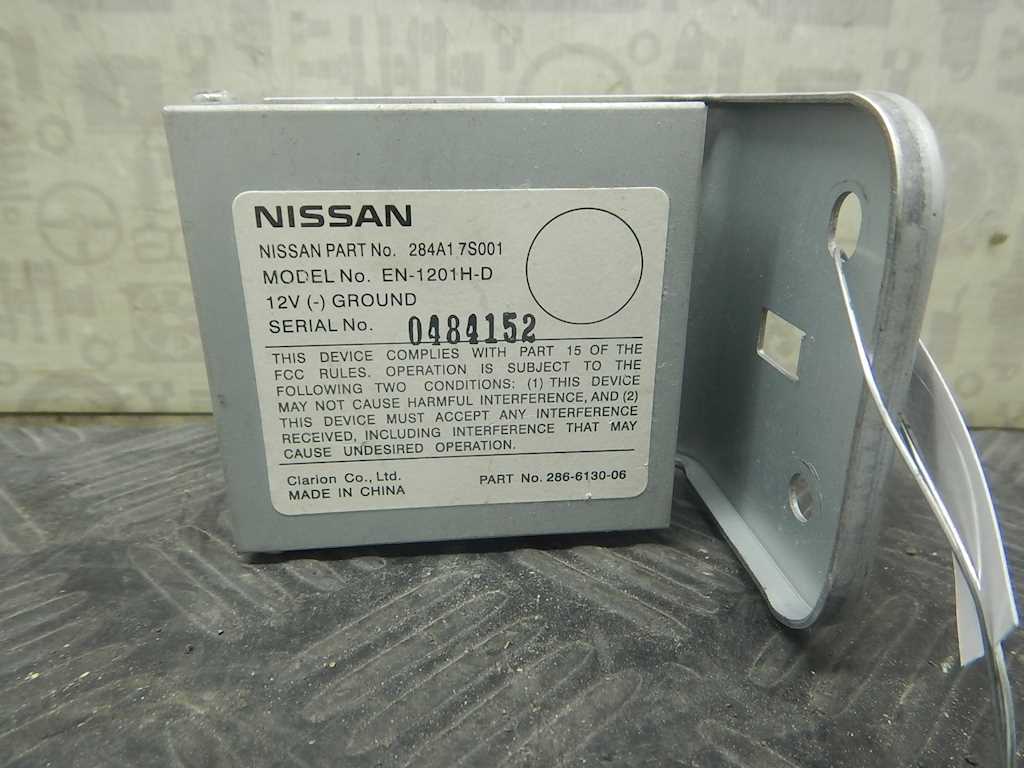 NISSAN
NISSAN PART No. 284A1 7S001
MODEL No. EN-1201H-D
12V (-) GROUND
SERIAL No. 0484152
THIS DEVICE COMPLIES WITH PART 15 OF THE
FCC RULES. OPERATION IS SUBJECT TO THE
FOLLOWING TWO CONDITIONS: (1) THIS DEVICE
MAY NOT CAUSE HARMFUL INTERFERENCE, AND (2)
THIS DEVICE MUST ACCEPT ANY INTERFERENCE
RECEIVED, INCLUDING INTERFERENCE THAT MAY
CAUSE UNDESIRED OPERATION.
Clarion Co., Ltd.
MADE IN CHINA
PART No. 286-6130-06